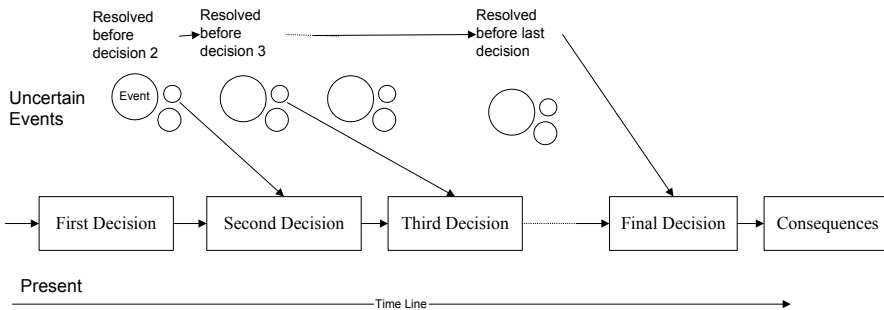 Resolved
before
decision 2
Resolved
before
decision 3
Resolved
before last
decision
Uncertain
Events
Event
First Decision
Second Decision
Third Decision
Final Decision
Consequences
Present
Time Line